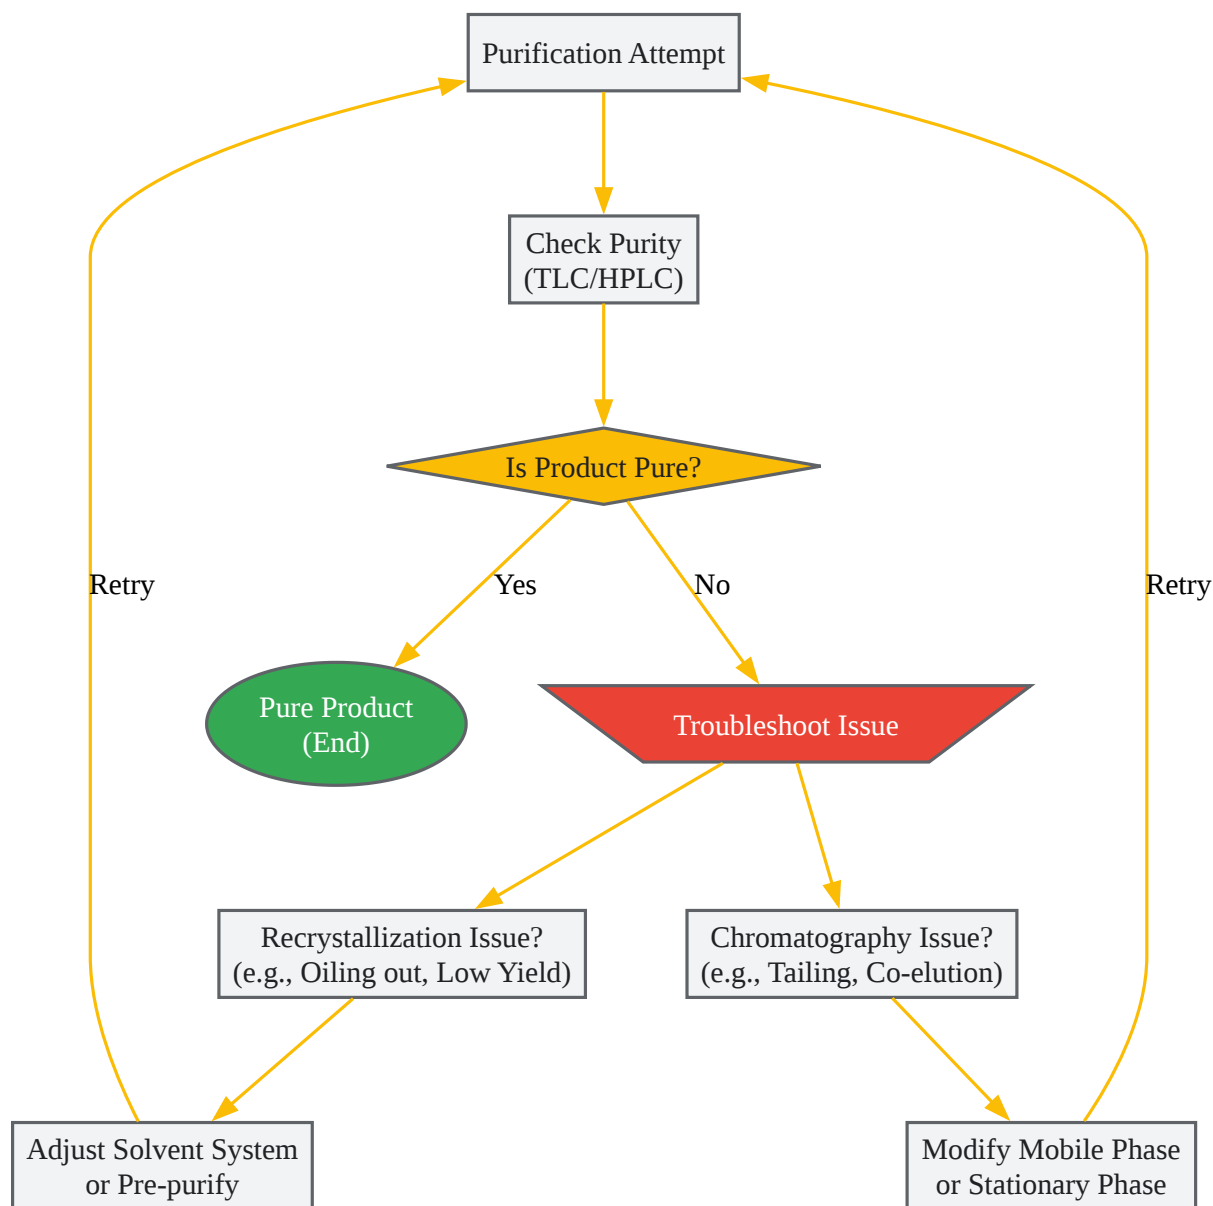 Purification Attempt
Check Purity
(TLC/HPLC)
Is Product Pure?
Retry
Yes
No
Retry
Pure Product
(End)
Troubleshoot Issue
Recrystallization Issue?
(e.g., Oiling out, Low Yield)
Chromatography Issue?
(e.g., Tailing, Co-elution)
Adjust Solvent System
or Pre-purify
Modify Mobile Phase
or Stationary Phase